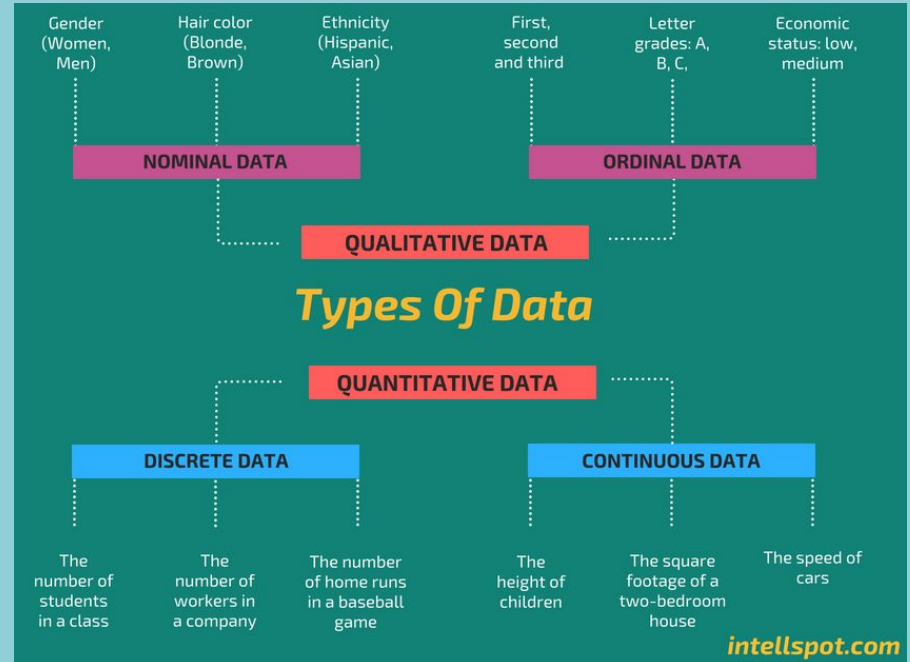 Gender
(Women,
Men)
Hair color
(Blonde,
Brown)
Ethnicity
(Hispanic,
Asian)
First,
second
and third
Letter
grades: A,
B, C,
Economic
status: low,
medium
NOMINAL DATA
ORDINAL DATA
QUALITATIVE DATA
Types Of Data
QUANTITATIVE DATA
DISCRETE DATA
CONTINUOUS DATA
The
number of
students
in a class
The
number of
workers in
a company
The number
of home runs
in a baseball
game
The
height of
children
The square
footage of a
two-bedroom
house
The speed of
cars
intellspot.com